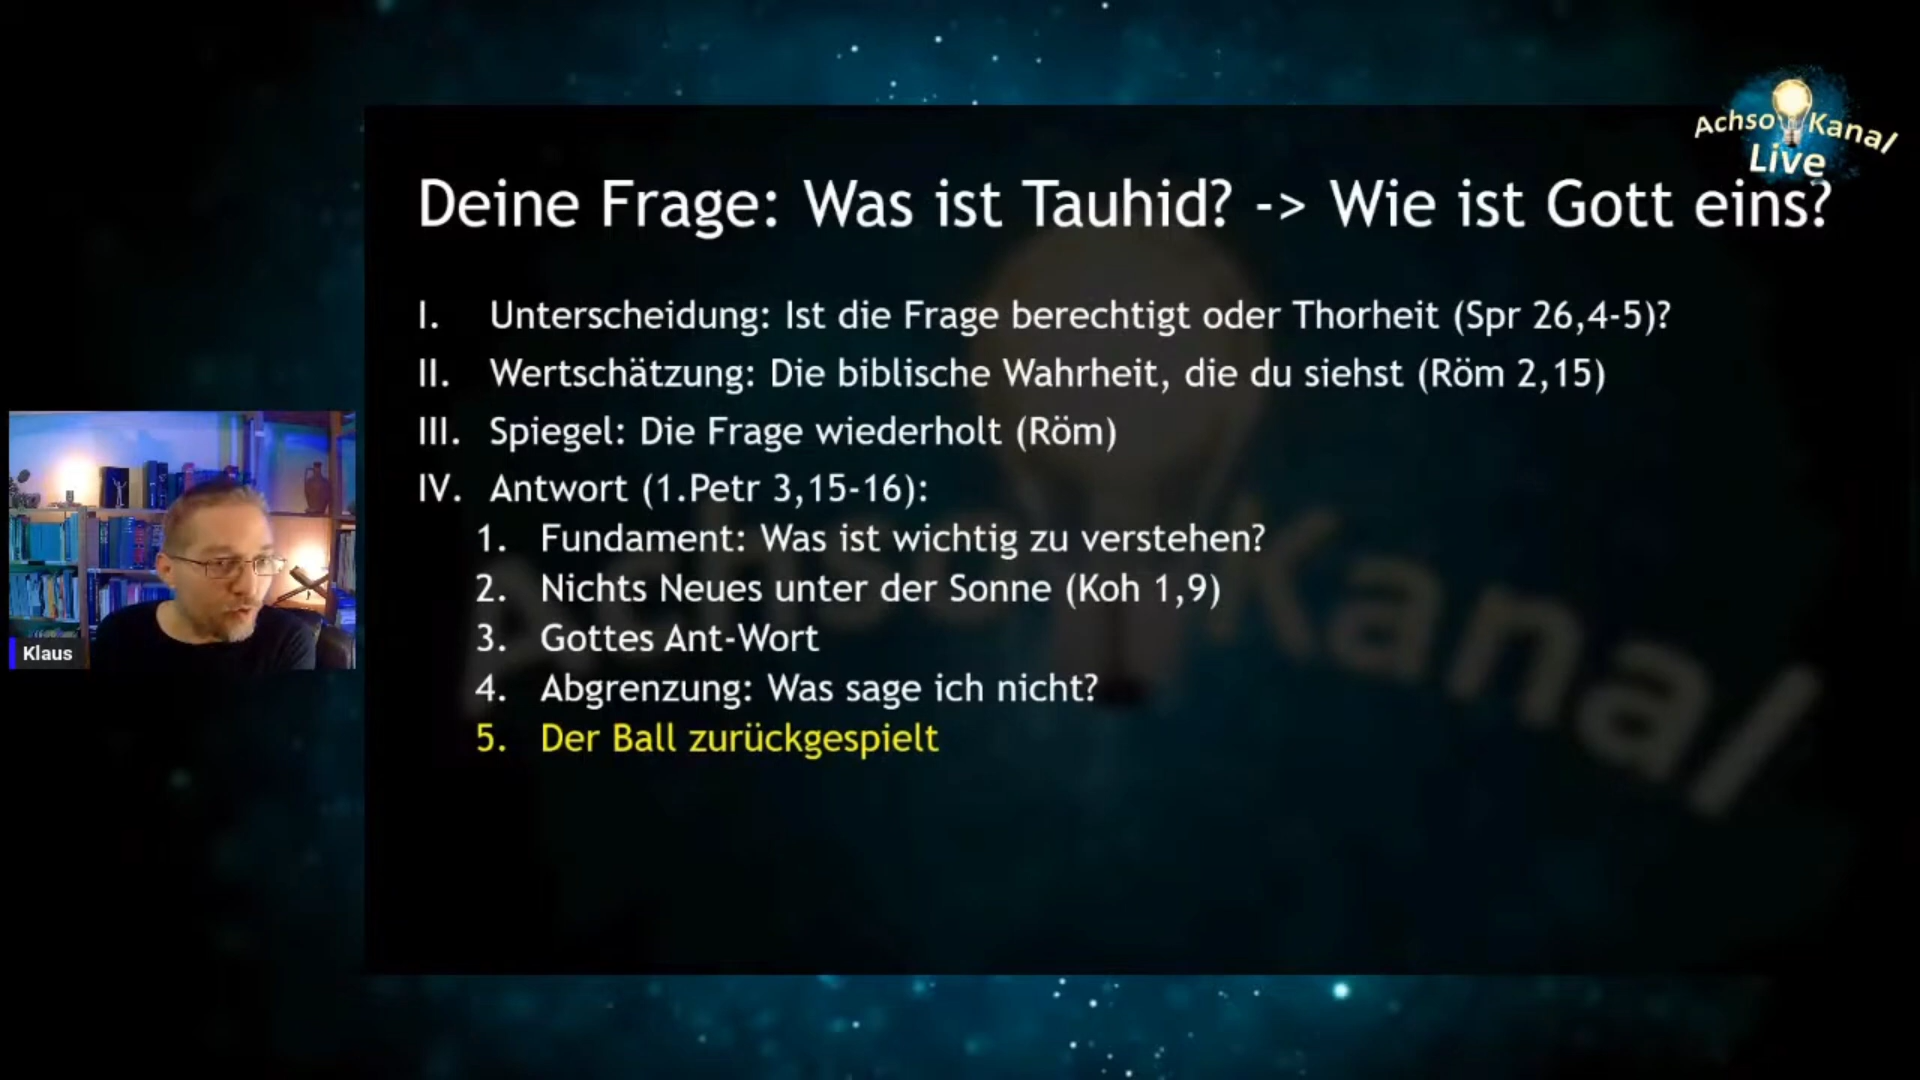 Achso Kanal
Live
Deine Frage: Was ist Tauhid? -> Wie ist Gott eins?
I. Unterscheidung: Ist die Frage berechtigt oder Thorheit (Spr 26,4-5)?
II. Wertschätzung: Die biblische Wahrheit, die du siehst (Röm 2,15)
III. Spiegel: Die Frage wiederholt (Röm)
IV. Antwort (1.Petr 3,15-16):
1. Fundament: Was ist wichtig zu verstehen?
2. Nichts Neues unter der Sonne (Koh 1,9)
3. Gottes Ant-Wort
4. Abgrenzung: Was sage ich nicht?
5. Der Ball zurückgespielt
Klaus
Achso Kanal